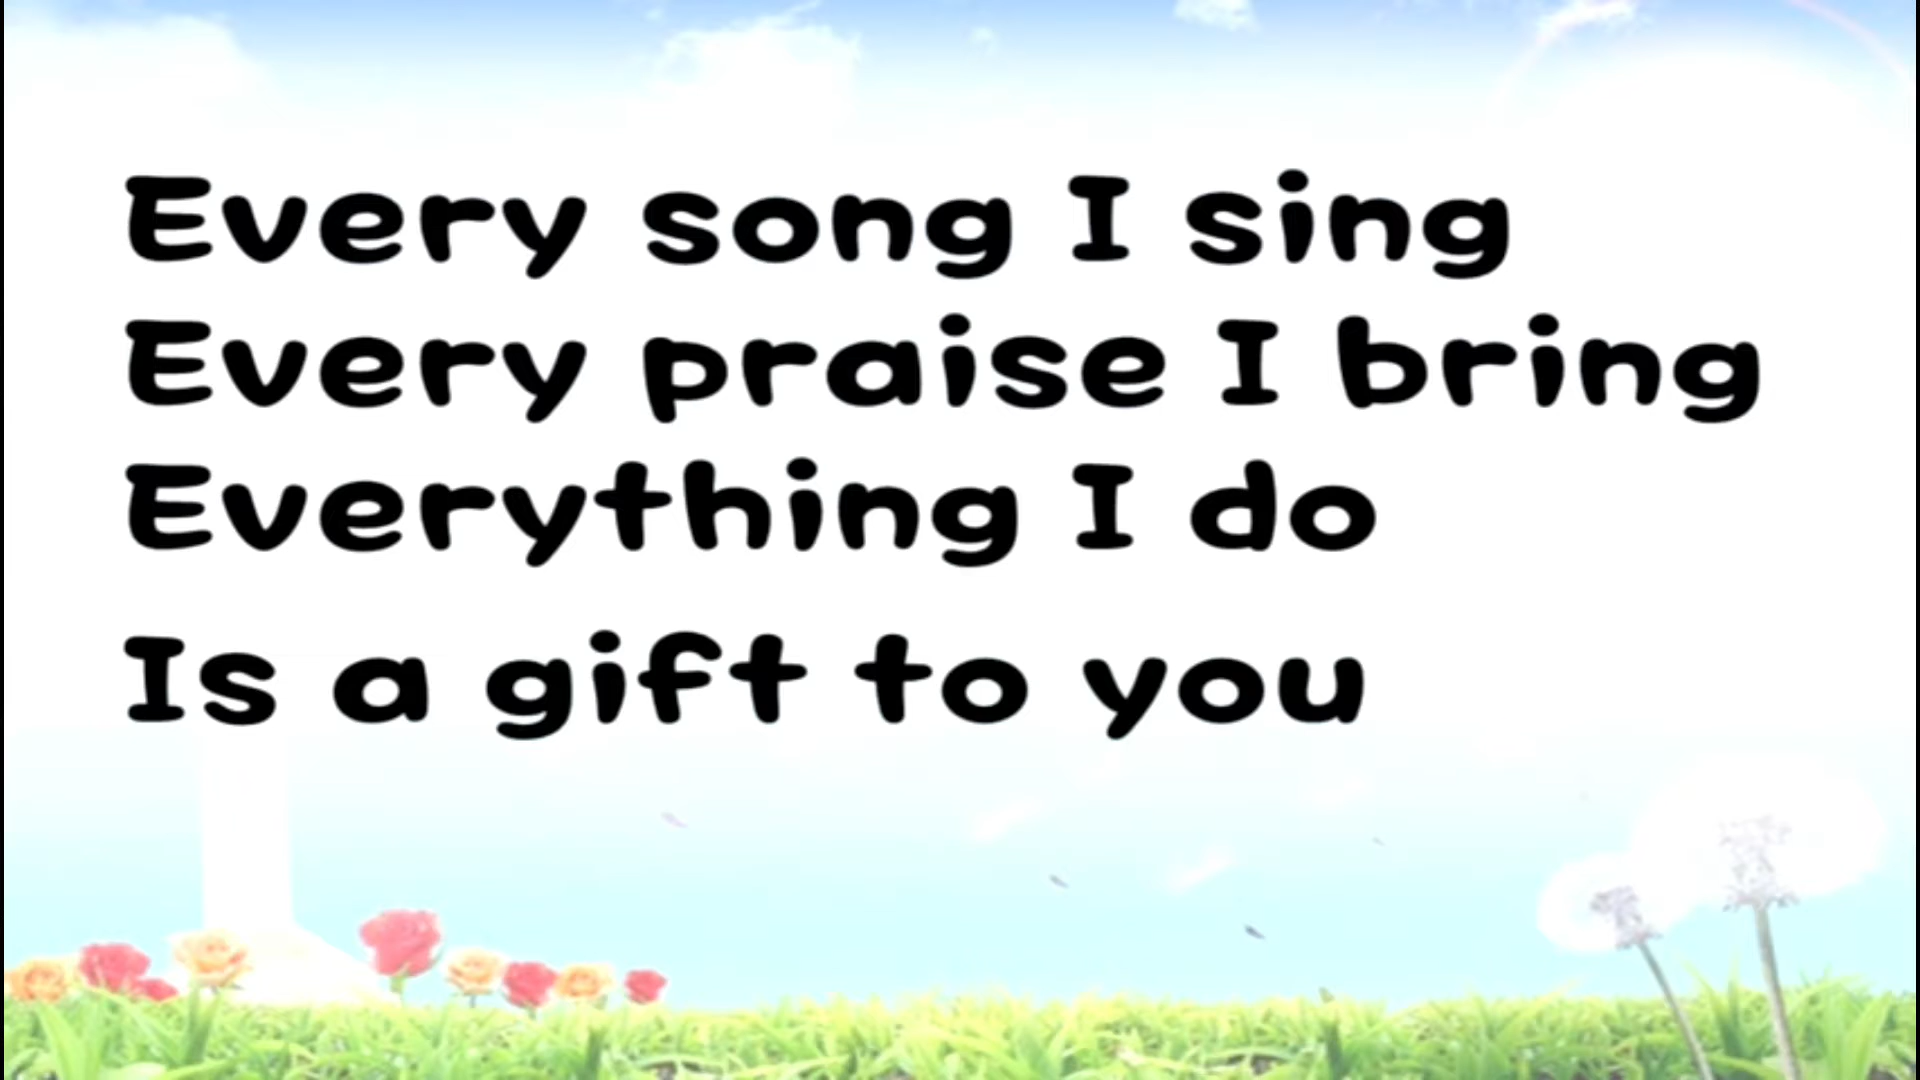 Every song I sing
Every praise I bring
Everything I do
Is a gift to you